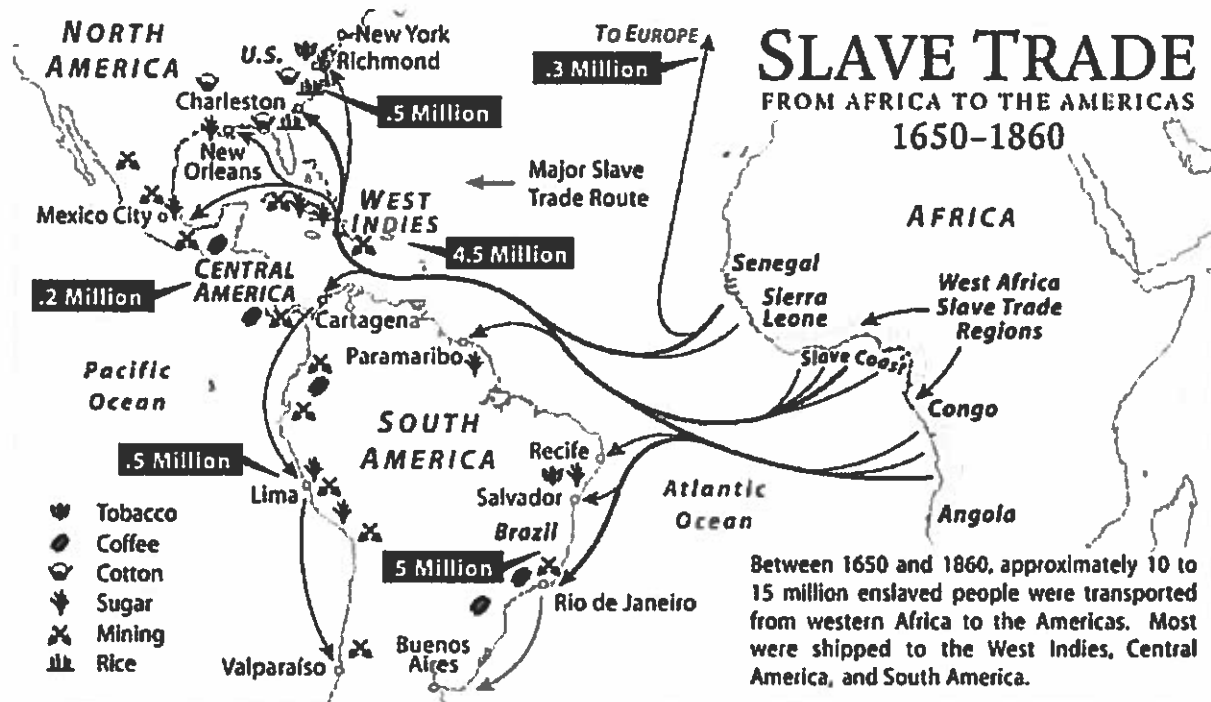 SLAVE TRADE
FROM AFRICA TO THE AMERICAS
1650–1860
NORTH
AMERICA
U.S.
New York
Richmond
Charleston
.5 Million
New
Orleans
Mexico City
WEST
INDIES
4.5 Million
Major Slave
Trade Route
TO EUROPE
.3 Million
CENTRAL
AMERICA
.2 Million
Cartagena
Paramaribo
Pacific
Ocean
SOUTH
AMERICA
.5 Million
Lima
Recife
Salvador
Brazil
5 Million
Rio de Janeiro
Buenos
Aires
Valparaíso
Atlantic
Ocean
AFRICA
Senegal
Sierra
Leone
West Africa
Slave Trade
Regions
Slave Coast
Congo
Angola
Tobacco
Coffee
Cotton
Sugar
Mining
Rice
Between 1650 and 1860, approximately 10 to
15 million enslaved people were transported
from western Africa to the Americas. Most
were shipped to the West Indies, Central
America, and South America.